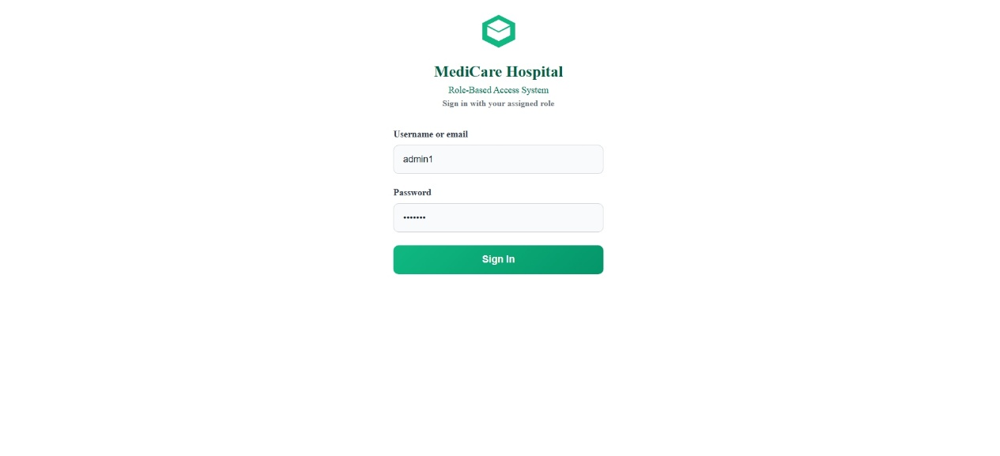 MediCare Hospital
Role-Based Access System
Sign in with your assigned role
Username or email
admin1
Password
•••••••
Sign In